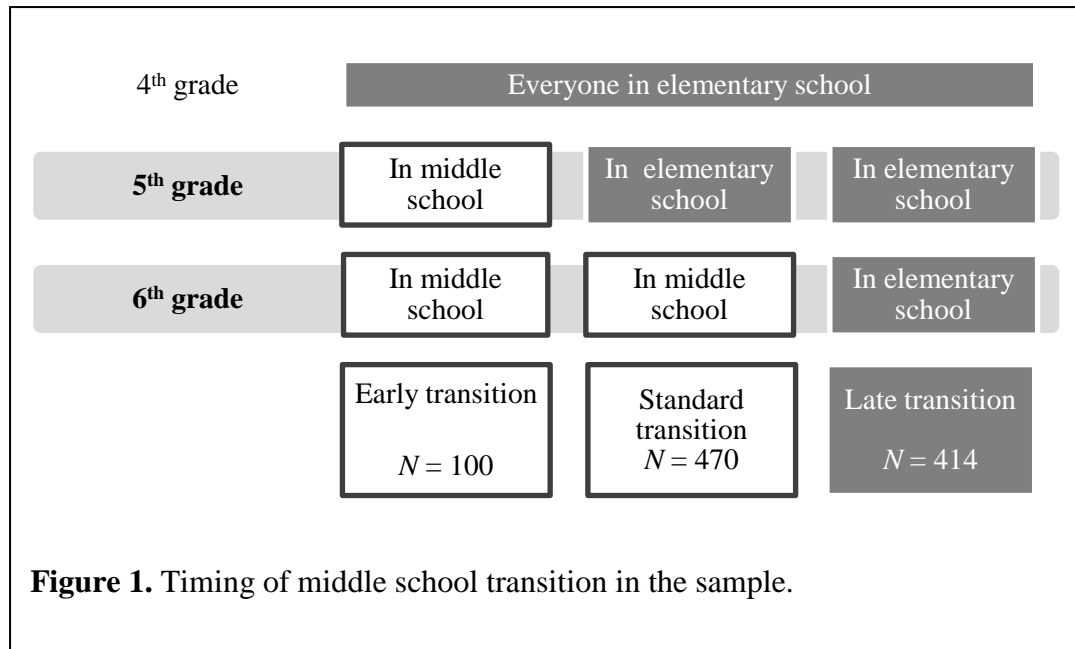 4th grade
Everyone in elementary school
5th grade
In middle
school
In elementary
school
In elementary
school
6th grade
In middle
school
In middle
school
In elementary
school
Early transition
N = 100
Standard
transition
N = 470
Late transition
N = 414
Figure 1. Timing of middle school transition in the sample.